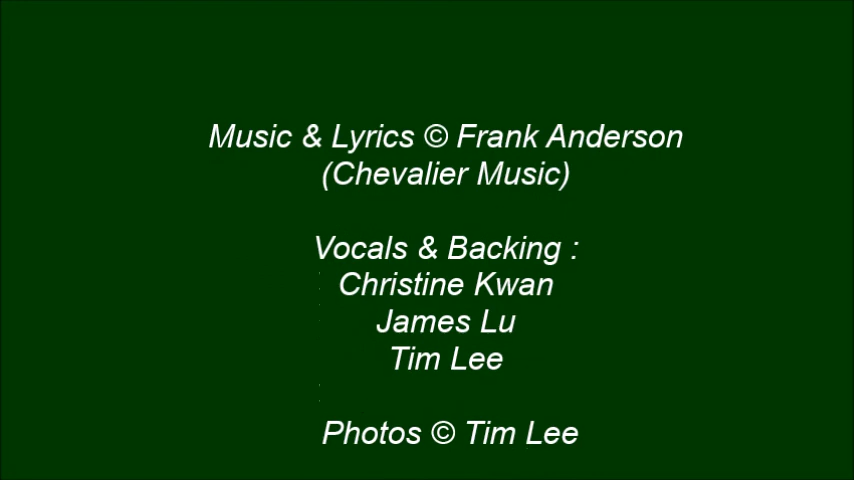 Music & Lyrics © Frank Anderson
(Chevalier Music)
Vocals & Backing :
Christine Kwan
James Lu
Tim Lee
Photos © Tim Lee